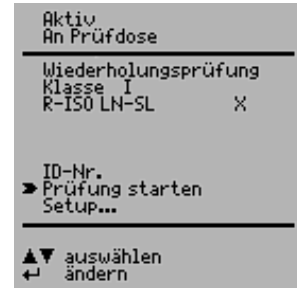 Aktiv
An Prüfdose
Wiederholungsprüfung
Klasse I
R-ISO LN-SL X
ID-Nr.
Prüfung starten
Setup...
▲▼ auswählen
↵ ändern